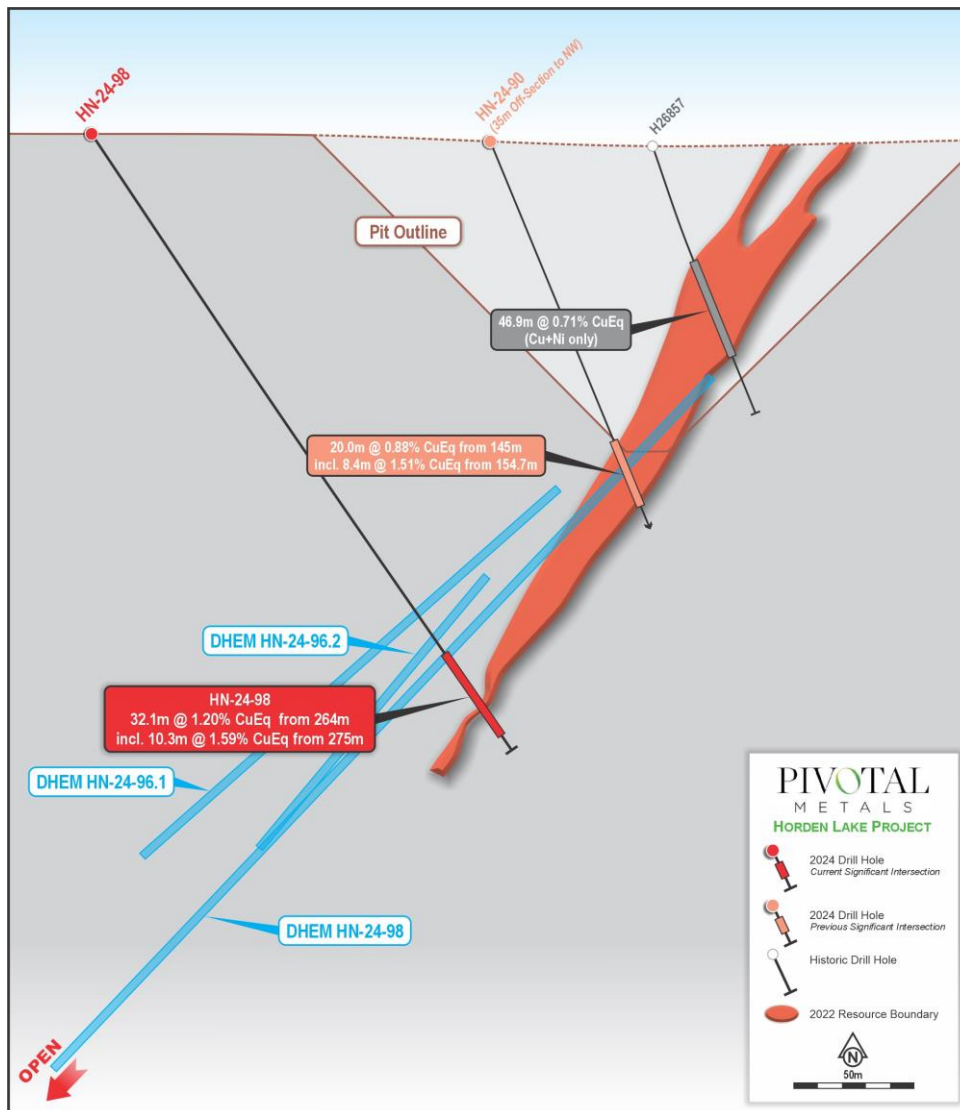 HN-24-98
HN-24-90
(35m Off-Section to NW)
H26857
Pit Outline
46.9m @ 0.71% CuEq
(Cu+Ni only)
20.0m @ 0.88% CuEq from 145m
incl. 8.4m @ 1.51% CuEq from 154.7m
DHEM HN-24-96.2
HN-24-98
32.1m @ 1.20% CuEq from 264m
incl. 10.3m @ 1.59% CuEq from 275m
DHEM HN-24-96.1
DHEM HN-24-98
OPEN
PIVOTAL
METALS
HORDEN LAKE PROJECT
2024 Drill Hole
Current Significant Intersection
2024 Drill Hole
Previous Significant Intersection
Historic Drill Hole
2022 Resource Boundary
N
50m